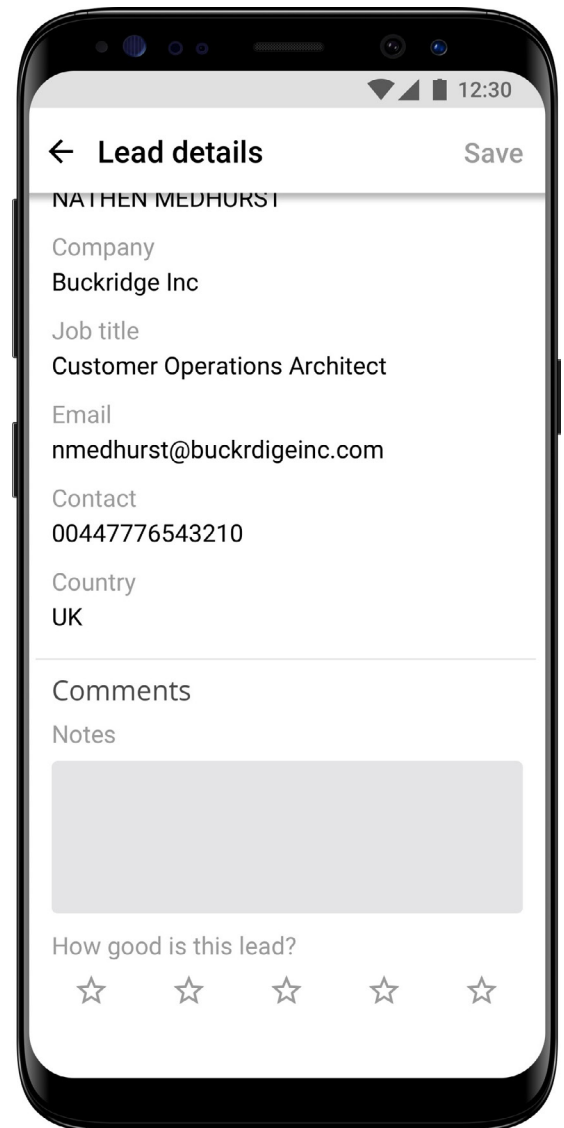 12:30
Lead details
Save
NATHEN MEDHURST
Company
Buckridge Inc
Job title
Customer Operations Architect
Email
nmedhurst@buckrdigeinc.com
Contact
00447776543210
Country
UK
Comments
Notes
How good is this lead?